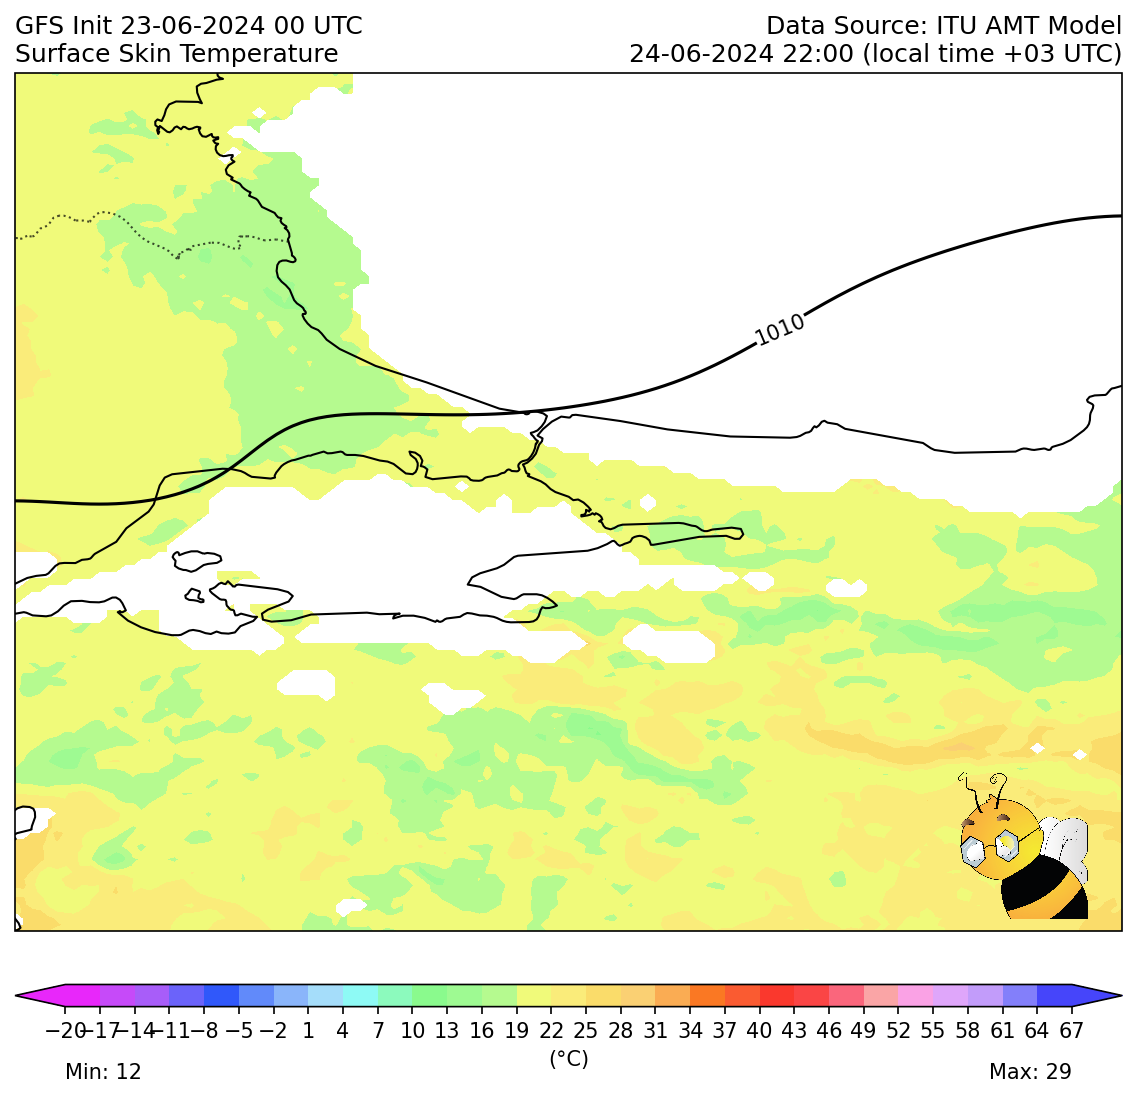 GFS Init 23-06-2024 00 UTC
Data Source: ITU AMT Model
Surface Skin Temperature
24-06-2024 22:00 (local time +03 UTC)
1010
−20 −17 −14 −11 −8 −5 −2 1 4 7 10 13 16 19 22 25 28 31 34 37 40 43 46 49 52 55 58 61 64 67
(°C)
Min: 12
Max: 29